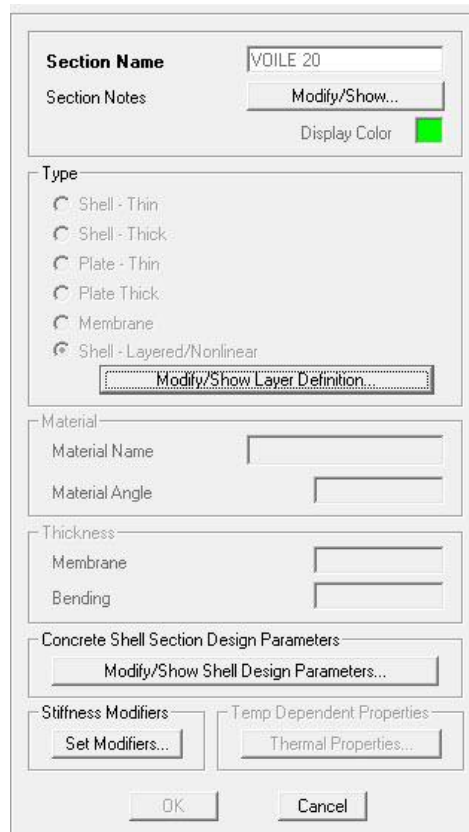 Section Name VOILE 20
Section Notes Modify/Show...
Display Color
Type
Shell - Thin
Shell - Thick
Plate - Thin
Plate Thick
Membrane
Shell - Layered/Nonlinear
Modify/Show Layer Definition...
Material
Material Name
Material Angle
Thickness
Membrane
Bending
Concrete Shell Section Design Parameters
Modify/Show Shell Design Parameters...
Stiffness Modifiers Temp Dependent Properties
Set Modifiers... Thermal Properties...
OK Cancel